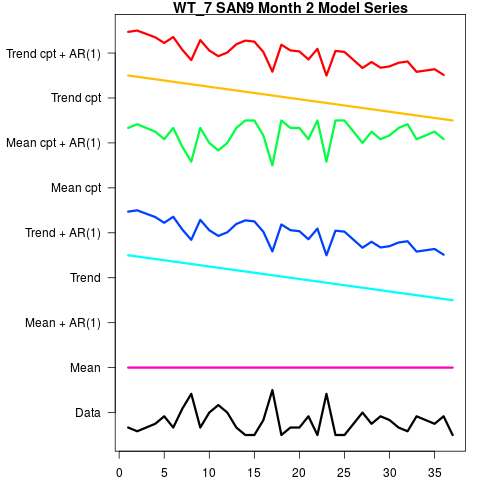 WT_7 SAN9 Month 2 Model Series
Trend cpt + AR(1)
Trend cpt
Mean cpt + AR(1)
Mean cpt
Trend + AR(1)
Trend
Mean + AR(1)
Mean
Data
0 5 10 15 20 25 30 35